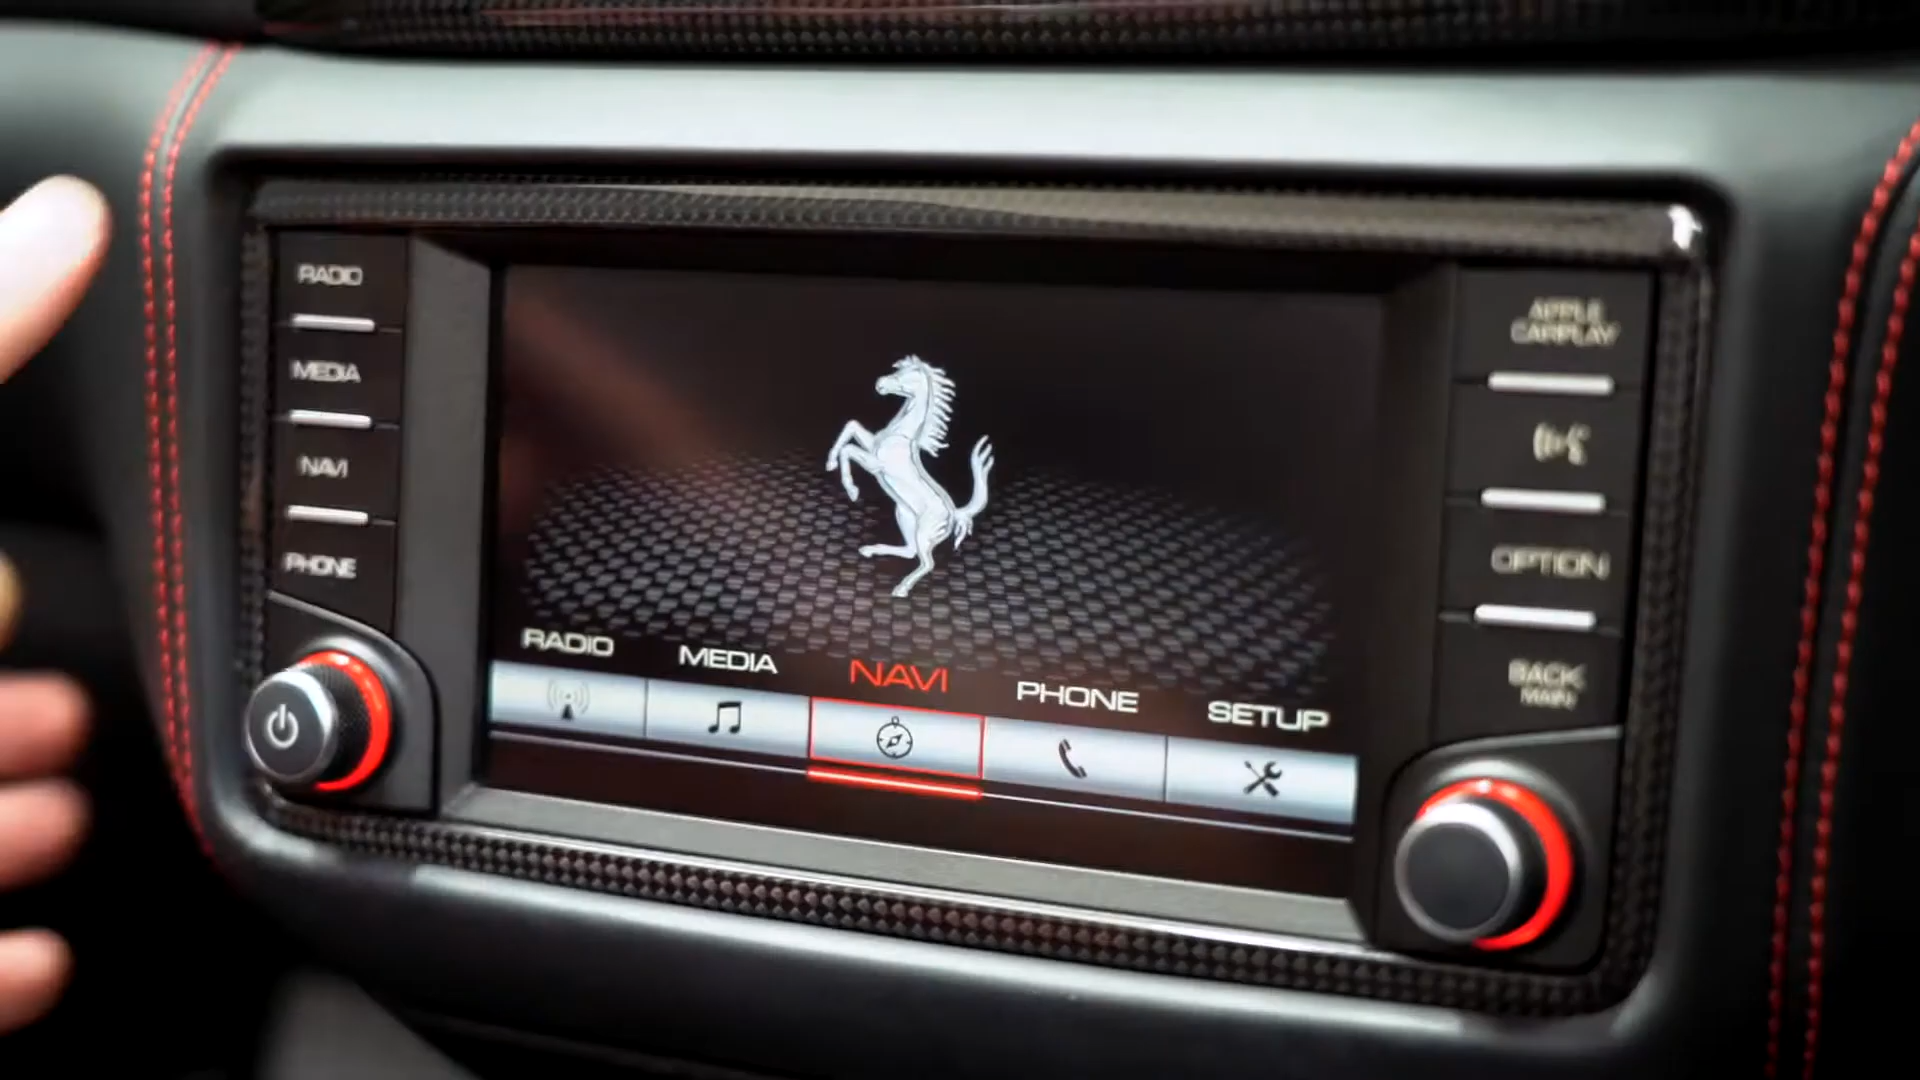 RADIO
MEDIA
NAVI
PHONE
RADIO
MEDIA
NAVI
PHONE
SETUP
APPLE
CARPLAY
OPTION
BACK
MAIN